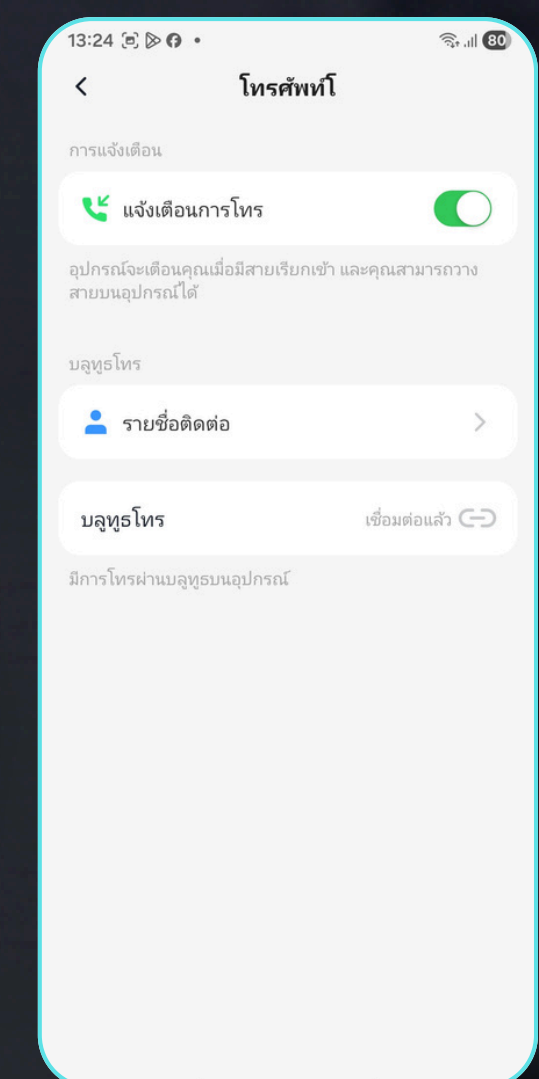 13:24
80
โทรศัพท์โ
การแจ้งเตือน
แจ้งเตือนการโทร
อุปกรณ์จะเตือนคุณเมื่อมีสายเรียกเข้า และคุณสามารถวาง
สายบนอุปกรณ์ได้
บลูทูธโทร
รายชื่อติดต่อ
บลูทูธโทร
เชื่อมต่อแล้ว
มีการโทรผ่านบลูทูธบนอุปกรณ์